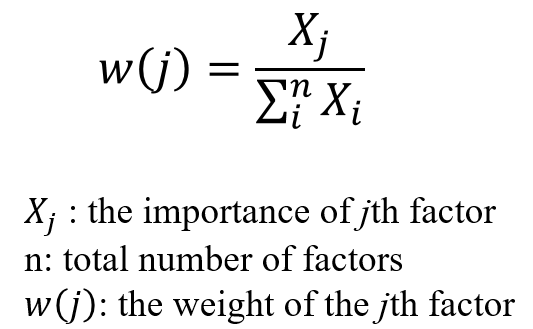 w(j) = X_j / ∑_i^n X_i
X_j : the importance of jth factor
n: total number of factors
w(j): the weight of the jth factor